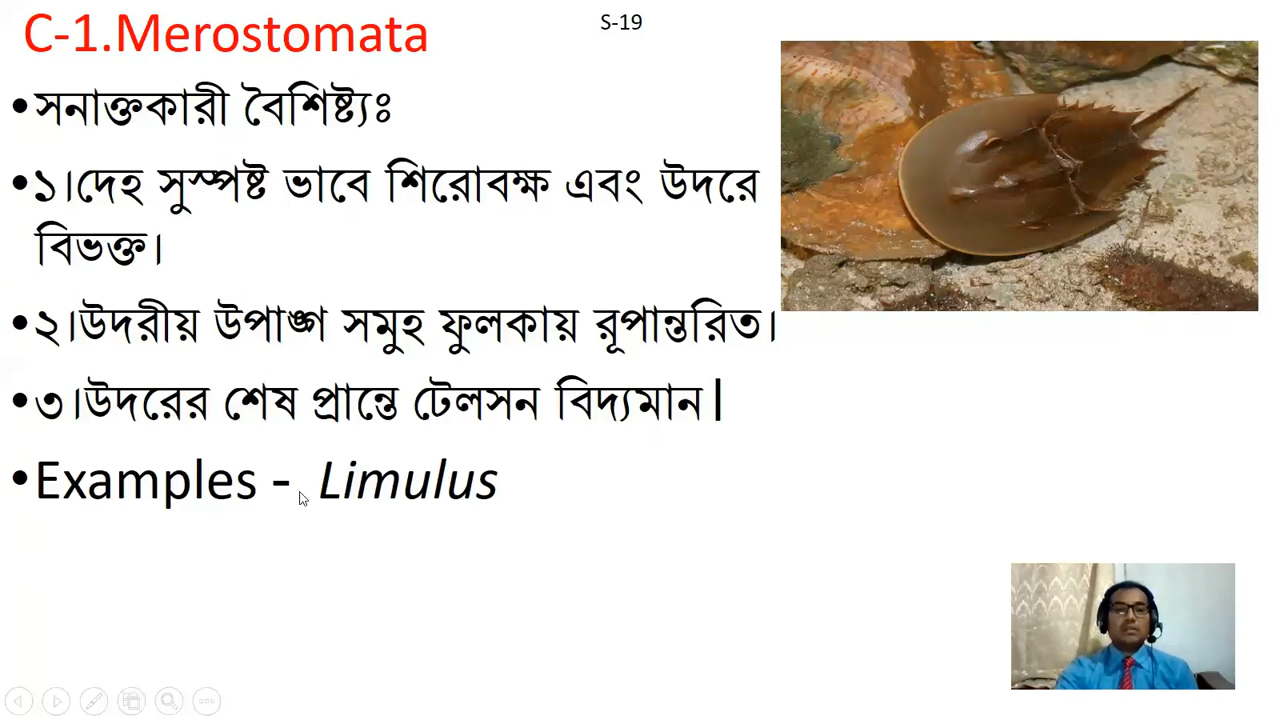 C-1.Merostomata
S-19
•সনাক্তকারী বৈশিষ্ট্যঃ
•১।দেহ সুস্পষ্ট ভাবে শিরোবক্ষ এবং উদরে
বিভক্ত।
•২।উদরীয় উপাঙ্গ সমুহ ফুলকায় রূপান্তরিত।
•৩।উদরের শেষ প্রান্তে টেলসন বিদ্যমান|
•Examples - Limulus